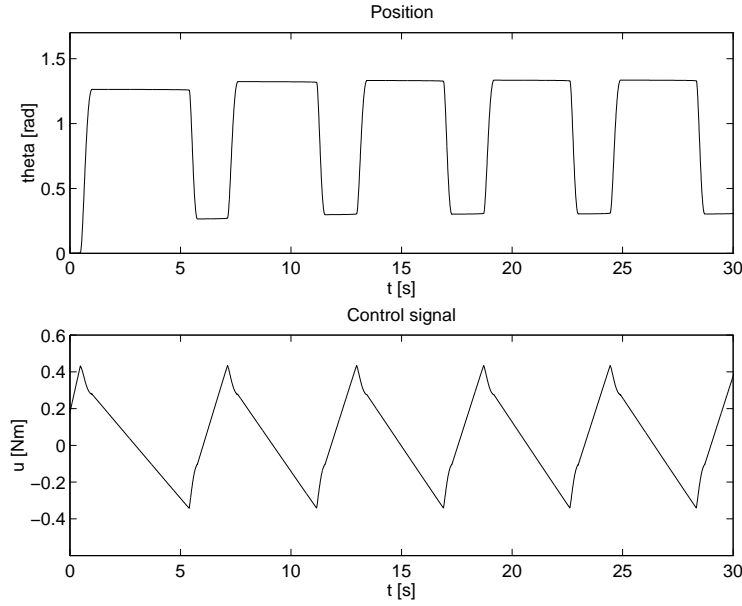 Position
1.5
1
0.5
0
theta [rad]
0 5 10 15 20 25 30
t [s]
Control signal
0.6
0.4
0.2
0
−0.2
−0.4
u [Nm]
0 5 10 15 20 25 30
t [s]